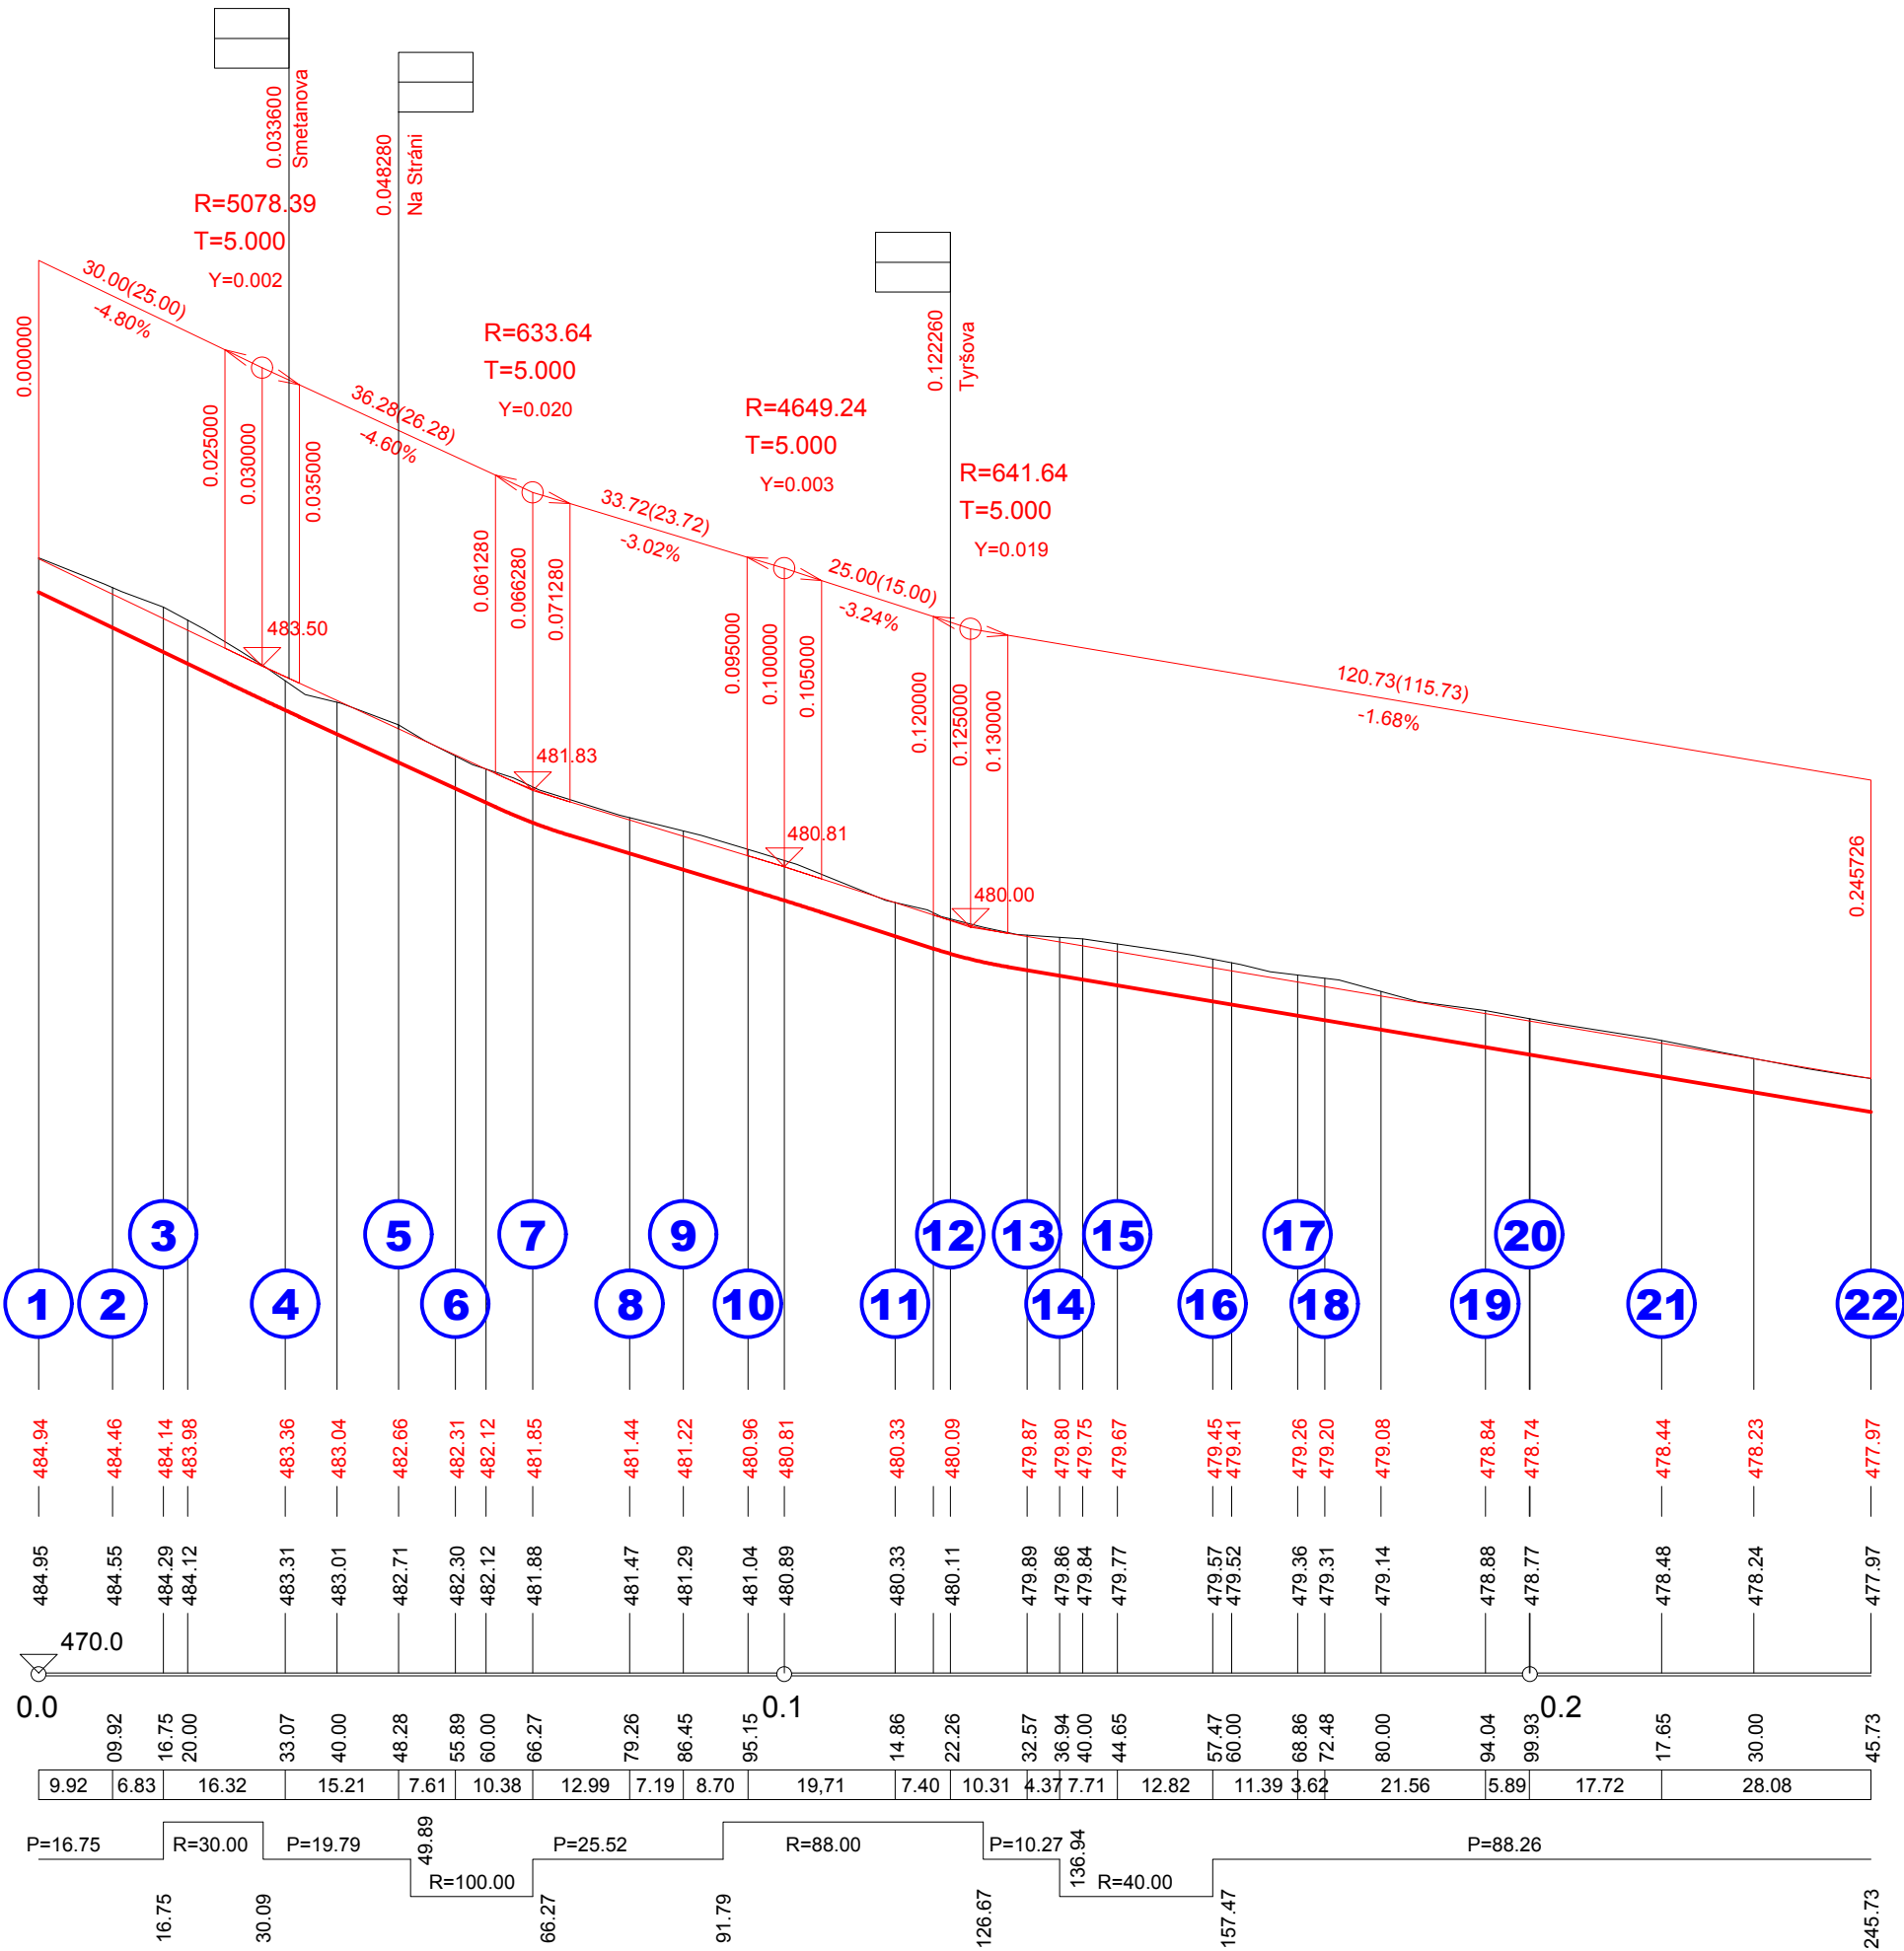 0.033600
Smetanova
0.048280
Na Stráni
R=5078.39
T=5.000
Y=0.002
30.00(25.00)
-4.80%
0.000000
0.025000
0.030000
0.035000
483.50
36.28(26.28)
-4.60%
R=633.64
T=5.000
Y=0.020
0.061280
0.066280
0.071280
481.83
33.72(23.72)
-3.02%
R=4649.24
T=5.000
Y=0.003
0.095000
0.100000
0.105000
480.81
25.00(15.00)
-3.24%
0.122260
Tyršova
R=641.64
T=5.000
Y=0.019
0.120000
0.125000
0.130000
480.00
120.73(115.73)
-1.68%
0.245726
3 5 7 9 12 13 15 17 20
1 2 4 6 8 10 11 14 16 18 19 21 22
484.94 484.46 484.14 483.98 483.36 483.04 482.66 482.31 482.12 481.85 481.44 481.22 480.96 480.81 480.33 480.09 479.87 479.80 479.75 479.67 479.45 479.41 479.26 479.20 479.08 478.84 478.74 478.44 478.23 477.97
484.95 484.55 484.29 484.12 483.31 483.01 482.71 482.30 482.12 481.88 481.47 481.29 481.04 480.89 480.33 480.11 479.89 479.86 479.84 479.77 479.57 479.52 479.36 479.31 479.14 478.88 478.77 478.48 478.24 477.97
470.0
0.0 0.1 0.2
09.92 16.75 20.00 33.07 40.00 48.28 55.89 60.00 66.27 79.26 86.45 95.15 14.86 22.26 32.57 36.94 40.00 44.65 57.47 60.00 68.86 72.48 80.00 94.04 99.93 17.65 30.00 45.73
9.92 6.83 16.32 15.21 7.61 10.38 12.99 7.19 8.70 19,71 7.40 10.31 4.37 7.71 12.82 11.39 3.62 21.56 5.89 17.72 28.08
P=16.75 R=30.00 P=19.79 49.89 P=25.52 R=88.00 P=10.27 136.94 P=88.26
R=100.00 R=40.00
16.75 30.09 66.27 91.79 126.67 157.47 245.73